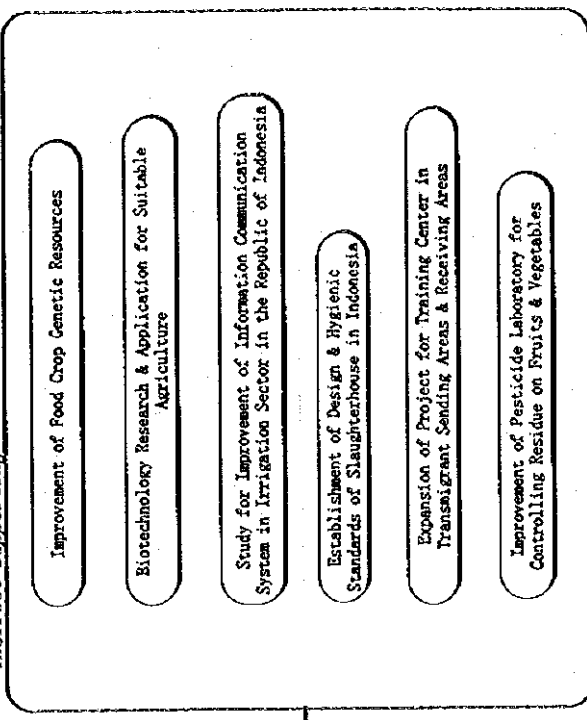 Improvement of Food Crop Genetic Resources
Biotechnology Research & Application for Suitable
Agriculture
Study for Improvement of Information Communication
System in Irrigation Sector in the Republic of Indonesia
Establishment of Design & Hygienic
Standards of Slaughterhouse in Indonesia
Expansion of Project for Training Center in
Transmigrant Sending Areas & Receiving Areas
Improvement of Pesticide Laboratory for
Controlling Residue on Fruits & Vegetables